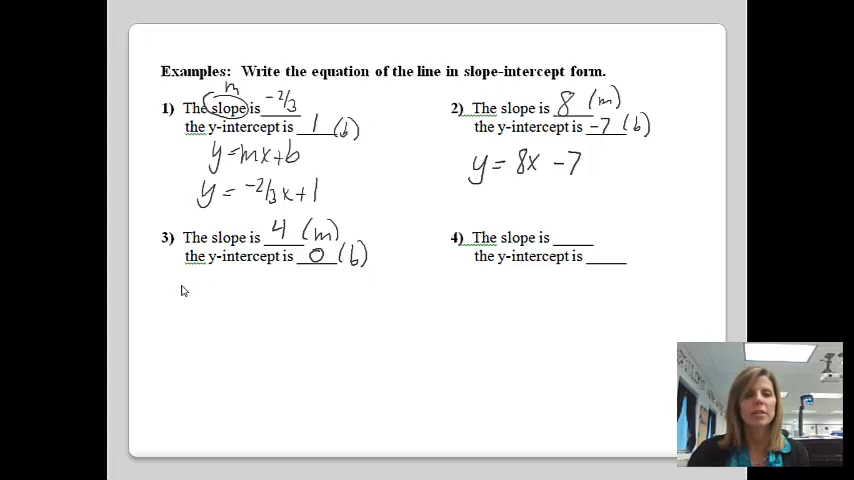 Examples: Write the equation of the line in slope-intercept form.
m
1) The slope is -2/3
the y-intercept is 1 (b)
y=mx+b
y = -2/3x+1
2) The slope is 8 (m)
the y-intercept is -7 (b)
y= 8x -7
3) The slope is 4 (m)
the y-intercept is 0 (b)
4) The slope is ____
the y-intercept is ____